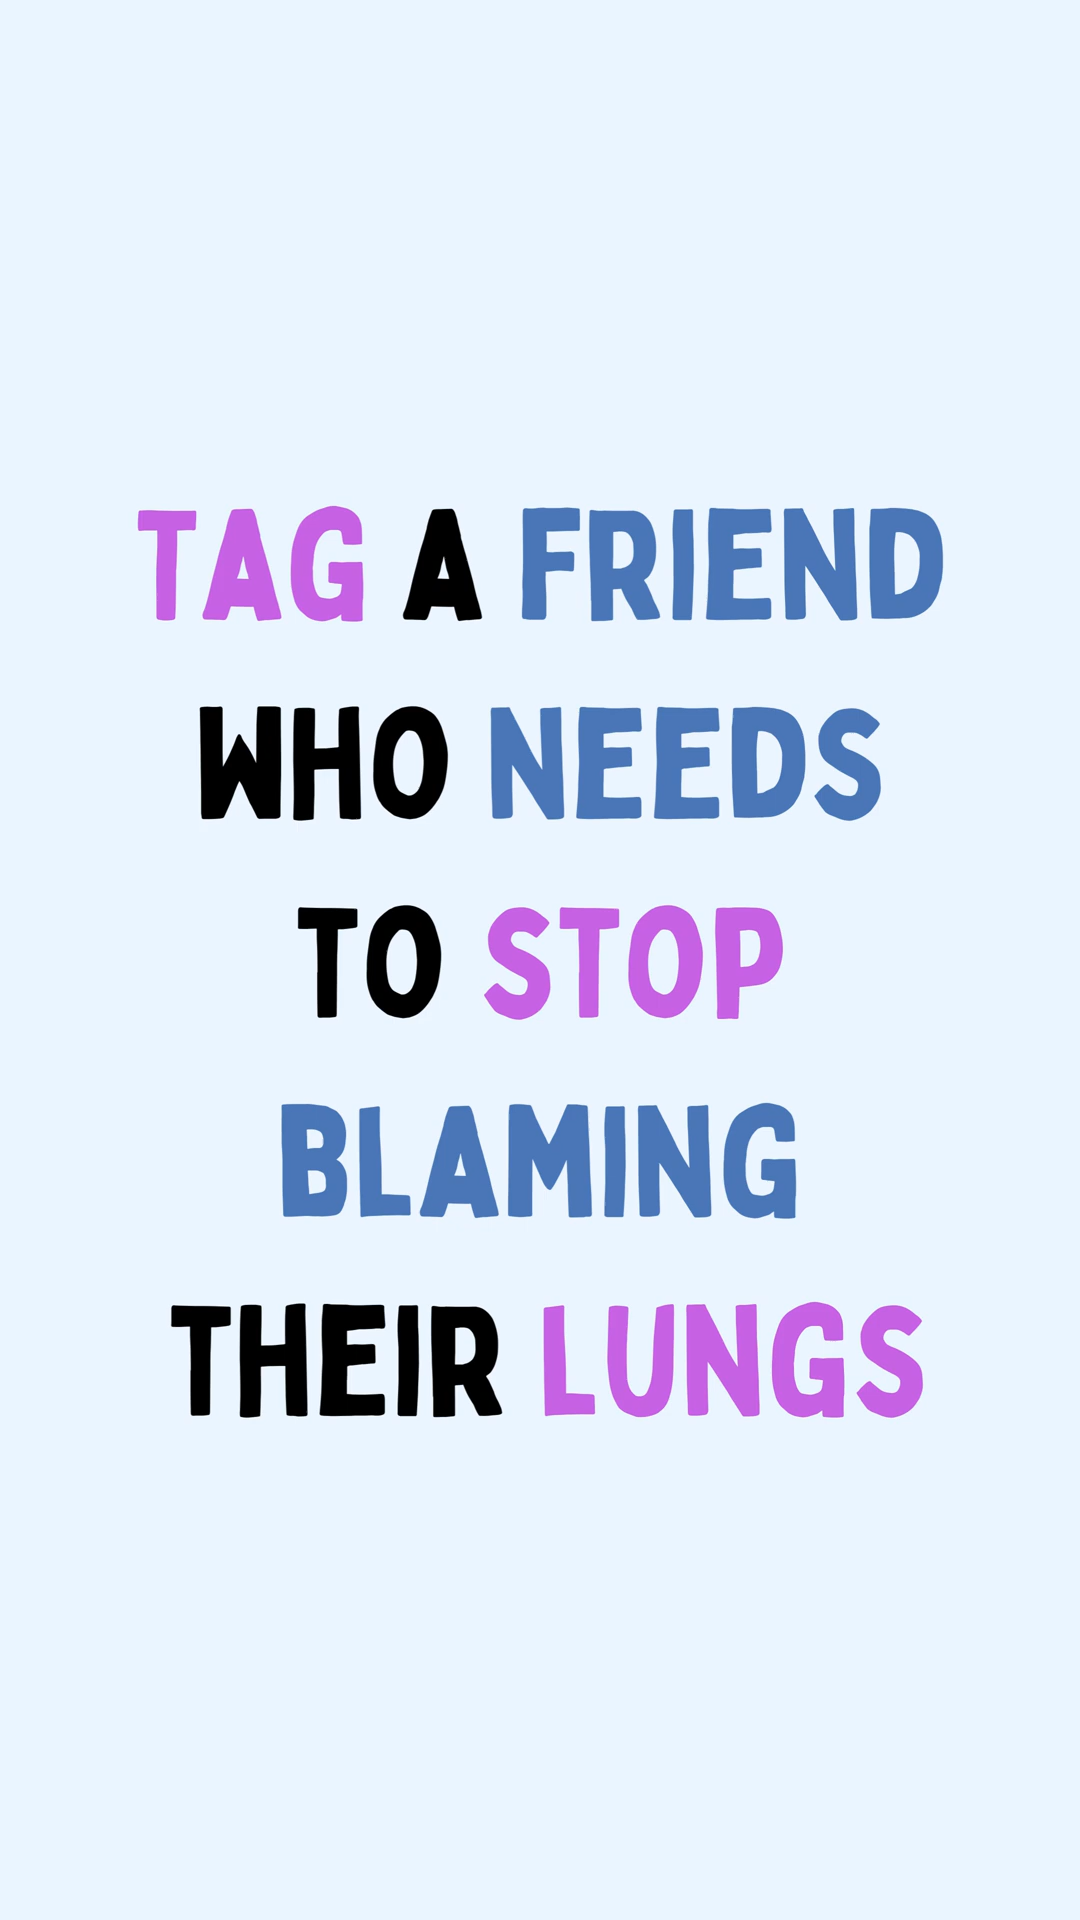 TAG A FRIEND
WHO NEEDS
TO STOP
BLAMING
THEIR LUNGS